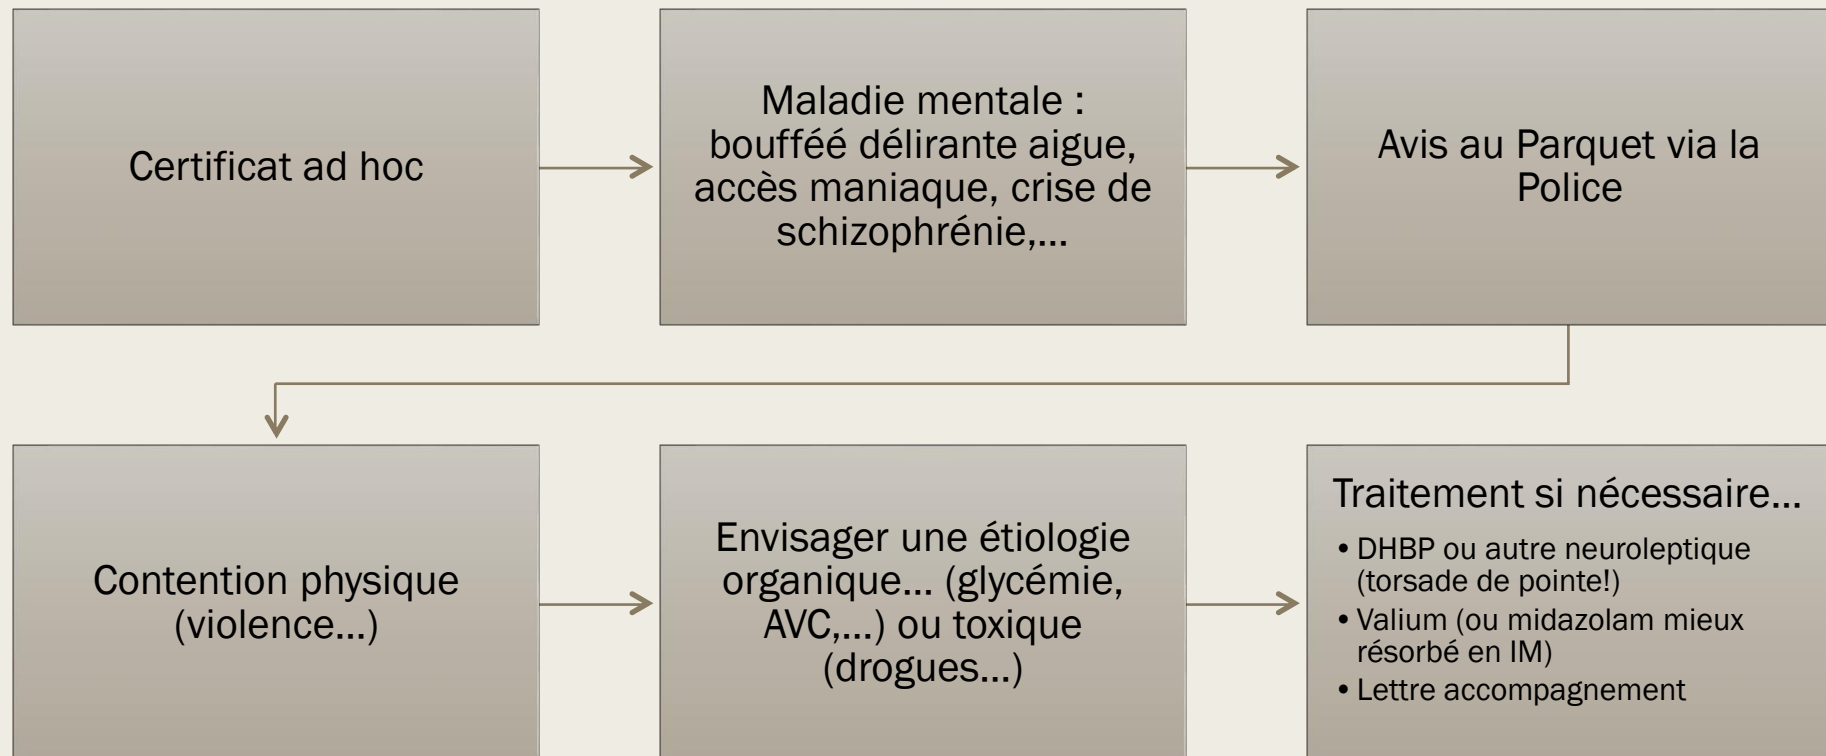 Certificat ad hoc
Maladie mentale :
boufféé délirante aigue,
accès maniaque, crise de
schizophrénie,...
Avis au Parquet via la
Police
Contention physique
(violence...)
Envisager une étiologie
organique... (glycémie,
AVC,...) ou toxique
(drogues...)
Traitement si nécessaire...
• DHBP ou autre neuroleptique
(torsade de pointe!)
• Valium (ou midazolam mieux
résorbé en IM)
• Lettre accompagnement